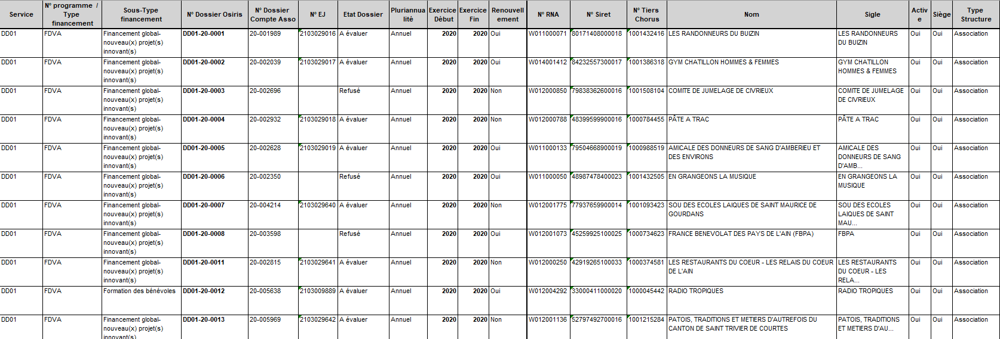 Service | N° programme / Type financement | Sous-Type financement | N° Dossier Osiris | N° Dossier Compte Asso | N° EJ | Etat Dossier | Pluriannualité | Exercice Début | Exercice Fin | Renouvellement | N° RNA | N° Siret | N° Tiers Chorus | Nom | Sigle | Active | Siège | Type Structure
DD01 | FDVA | Financement global-nouveau(x) projet(s) innovant(s) | DD01-20-0001 | 20-001989 | 2103029016 | A évaluer | Annuel | 2020 | 2020 | Oui | W011000071 | 80171408000018 | 1001432416 | LES RANDONNEURS DU BUIZIN | LES RANDONNEURS DU BUIZIN | Oui | Oui | Association
DD01 | FDVA | Financement global-nouveau(x) projet(s) innovant(s) | DD01-20-0002 | 20-002039 | 2103029017 | A évaluer | Annuel | 2020 | 2020 | Oui | W014001412 | 84232557300017 | 1001386318 | GYM CHATILLON HOMMES & FEMMES | GYM CHATILLON HOMMES & FEMMES | Oui | Oui | Association
DD01 | FDVA | Financement global-nouveau(x) projet(s) innovant(s) | DD01-20-0003 | 20-002696 | | Refusé | Annuel | 2020 | 2020 | Non | W012000850 | 79838362600016 | 1001508104 | COMITE DE JUMELAGE DE CIVRIEUX | COMITE DE JUMELAGE DE CIVRIEUX | Oui | Oui | Association
DD01 | FDVA | Financement global-nouveau(x) projet(s) innovant(s) | DD01-20-0004 | 20-002932 | 2103029018 | A évaluer | Annuel | 2020 | 2020 | Non | W012000788 | 48399599900016 | 1000784455 | PÂTE A TRAC | PÂTE A TRAC | Oui | Oui | Association
DD01 | FDVA | Financement global-nouveau(x) projet(s) innovant(s) | DD01-20-0005 | 20-002628 | 2103029019 | A évaluer | Annuel | 2020 | 2020 | Oui | W011000133 | 79504668900019 | 1000988519 | AMICALE DES DONNEURS DE SANG D'AMBERIEU ET DES ENVIRONS | AMICALE DES DONNEURS DE SANG D'AMB... | Oui | Oui | Association
DD01 | FDVA | Financement global-nouveau(x) projet(s) innovant(s) | DD01-20-0006 | 20-002350 | | Refusé | Annuel | 2020 | 2020 | Oui | W011000050 | 48987478400023 | 1001432505 | EN GRANGEONS LA MUSIQUE | EN GRANGEONS LA MUSIQUE | Oui | Oui | Association
DD01 | FDVA | Financement global-nouveau(x) projet(s) innovant(s) | DD01-20-0007 | 20-004214 | 2103029640 | A évaluer | Annuel | 2020 | 2020 | Non | W012001775 | 77937659900014 | 1001093423 | SOU DES ECOLES LAIQUES DE SAINT MAURICE DE GOURDANS | SOU DES ECOLES LAIQUES DE SAINT MAU... | Oui | Oui | Association
DD01 | FDVA | Financement global-nouveau(x) projet(s) innovant(s) | DD01-20-0008 | 20-003598 | | Refusé | Annuel | 2020 | 2020 | Oui | W012001073 | 45259925100025 | 1000734623 | FRANCE BENEVOLAT DES PAYS DE L'AIN (FBPA) | FBPA | Oui | Oui | Association
DD01 | FDVA | Financement global-nouveau(x) projet(s) innovant(s) | DD01-20-0011 | 20-002815 | 2103029641 | A évaluer | Annuel | 2020 | 2020 | Non | W012000250 | 42919265100033 | 1000374581 | LES RESTAURANTS DU COEUR - LES RELAIS DU COEUR DE L'AIN | LES RESTAURANTS DU COEUR - LES RELA... | Oui | Oui | Association
DD01 | FDVA | Formation des bénévoles | DD01-20-0012 | 20-005638 | 2103009889 | A évaluer | Annuel | 2020 | 2020 | Oui | W012004292 | 33000411000020 | 1000045442 | RADIO TROPIQUES | RADIO TROPIQUES | Oui | Oui | Association
DD01 | FDVA | Financement global-nouveau(x) projet(s) innovant(s) | DD01-20-0013 | 20-005969 | 2103029642 | A évaluer | Annuel | 2020 | 2020 | Non | W012001136 | 52797492700016 | 1001215284 | PATOIS, TRADITIONS ET METIERS D'AUTREFOIS DU CANTON DE SAINT TRIVIER DE COURTES | PATOIS, TRADITIONS ET METIERS D'AU... | Oui | Oui | Association